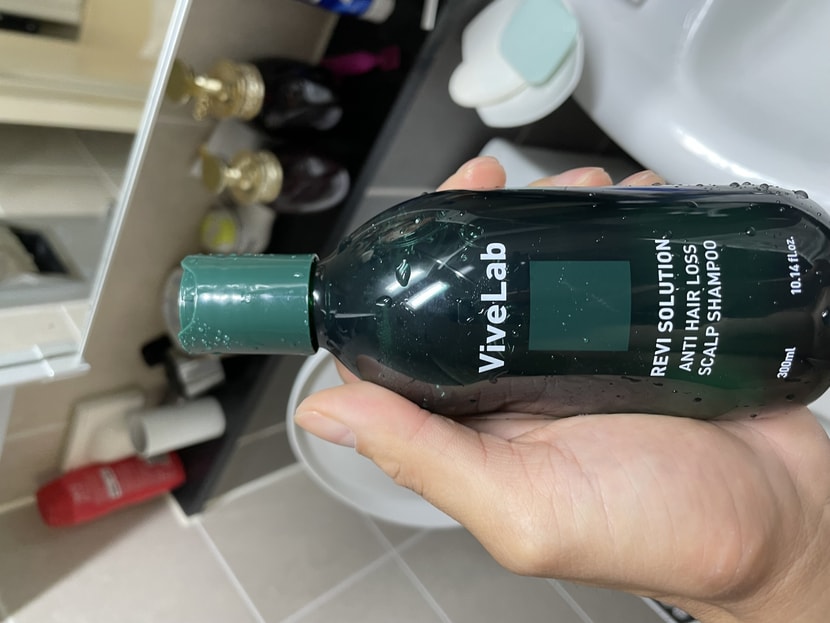 ViveLab
REVI SOLUTION
ANTI HAIR LOSS
SCALP SHAMPOO
300ml 10.14 fl.oz.